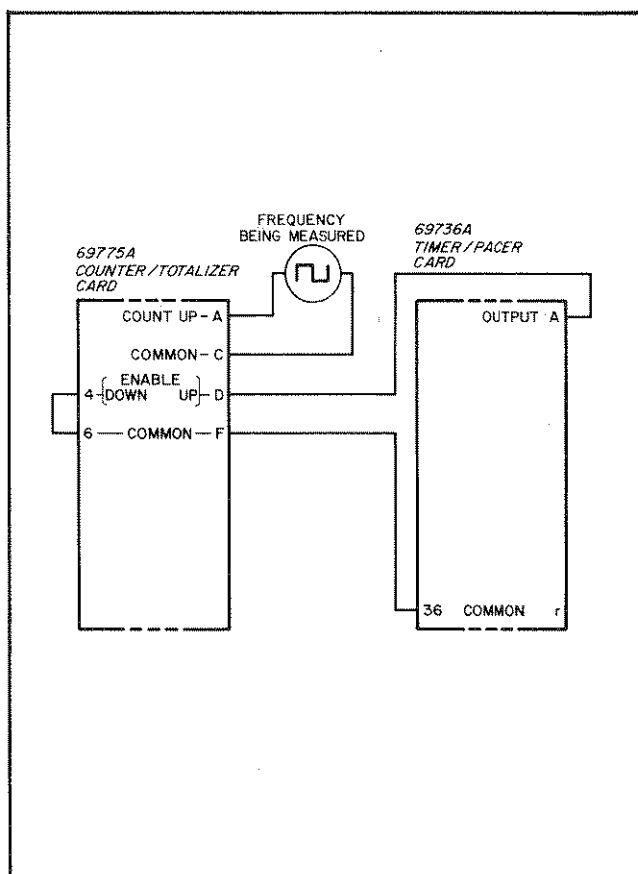 FREQUENCY
BEING MEASURED
69775A
COUNTER/TOTALIZER
CARD
69736A
TIMER/PACER
CARD
COUNT UP-A
OUTPUT A
COMMON-C
ENABLE
4-[DOWN UP]-D
6-COMMON-F
36 COMMON r